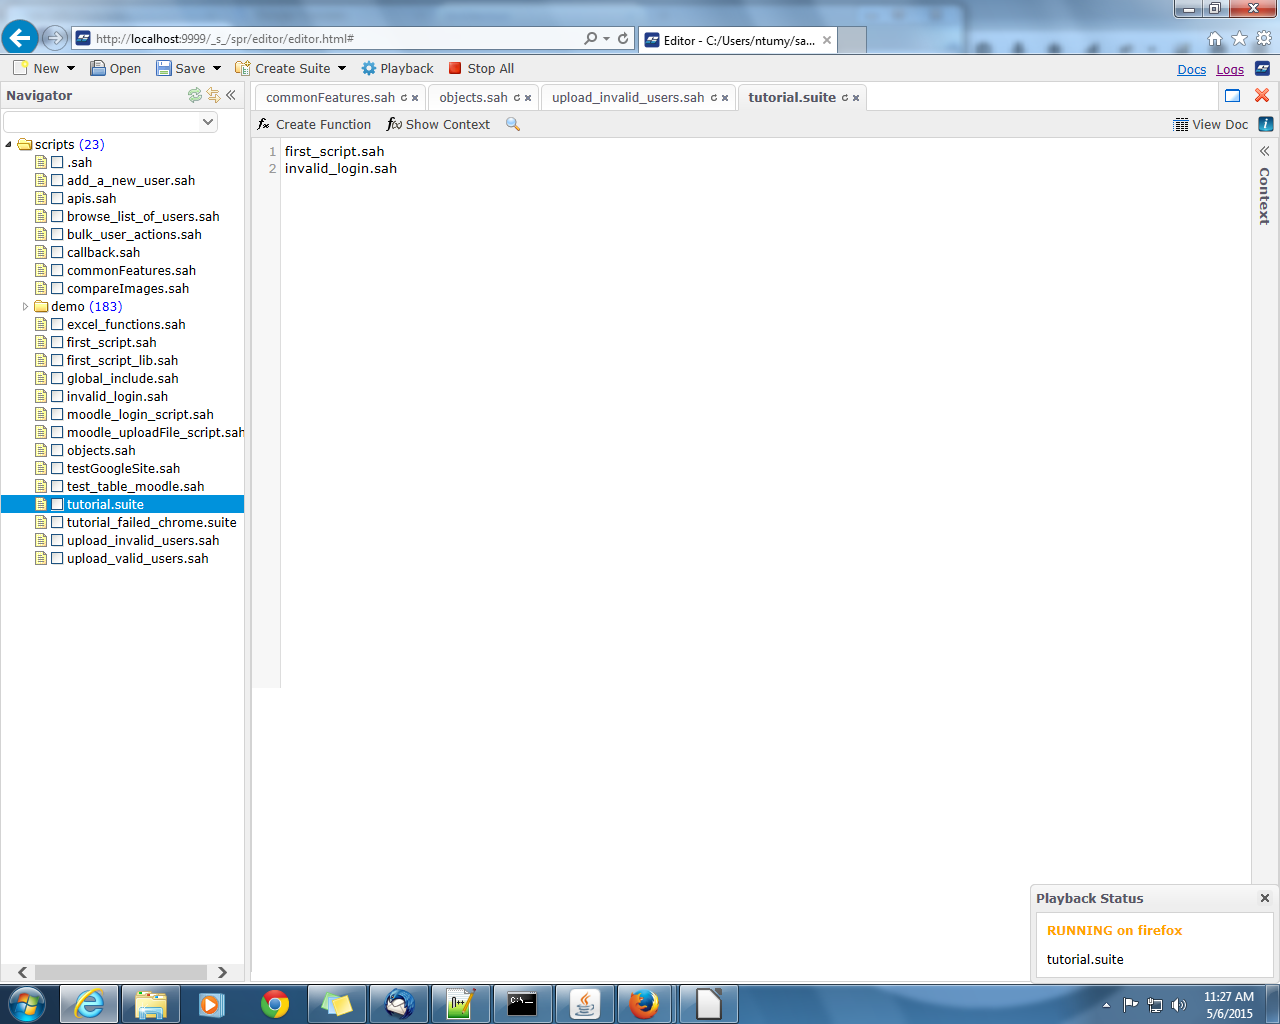 http://localhost:9999/_s_/spr/editor/editor.html#
Editor - C:/Users/ntumy/sa...
New
Open
Save
Create Suite
Playback
Stop All
Docs
Logs
Navigator
commonFeatures.sah
objects.sah
upload_invalid_users.sah
tutorial.suite
Create Function
Show Context
View Doc
scripts (23)
.sah
add_a_new_user.sah
apis.sah
browse_list_of_users.sah
bulk_user_actions.sah
callback.sah
commonFeatures.sah
compareImages.sah
demo (183)
excel_functions.sah
first_script.sah
first_script_lib.sah
global_include.sah
invalid_login.sah
moodle_login_script.sah
moodle_uploadFile_script.sah
objects.sah
testGoogleSite.sah
test_table_moodle.sah
tutorial.suite
tutorial_failed_chrome.suite
upload_invalid_users.sah
upload_valid_users.sah
1 first_script.sah
2 invalid_login.sah
Context
Playback Status
RUNNING on firefox
tutorial.suite
11:27 AM
5/6/2015